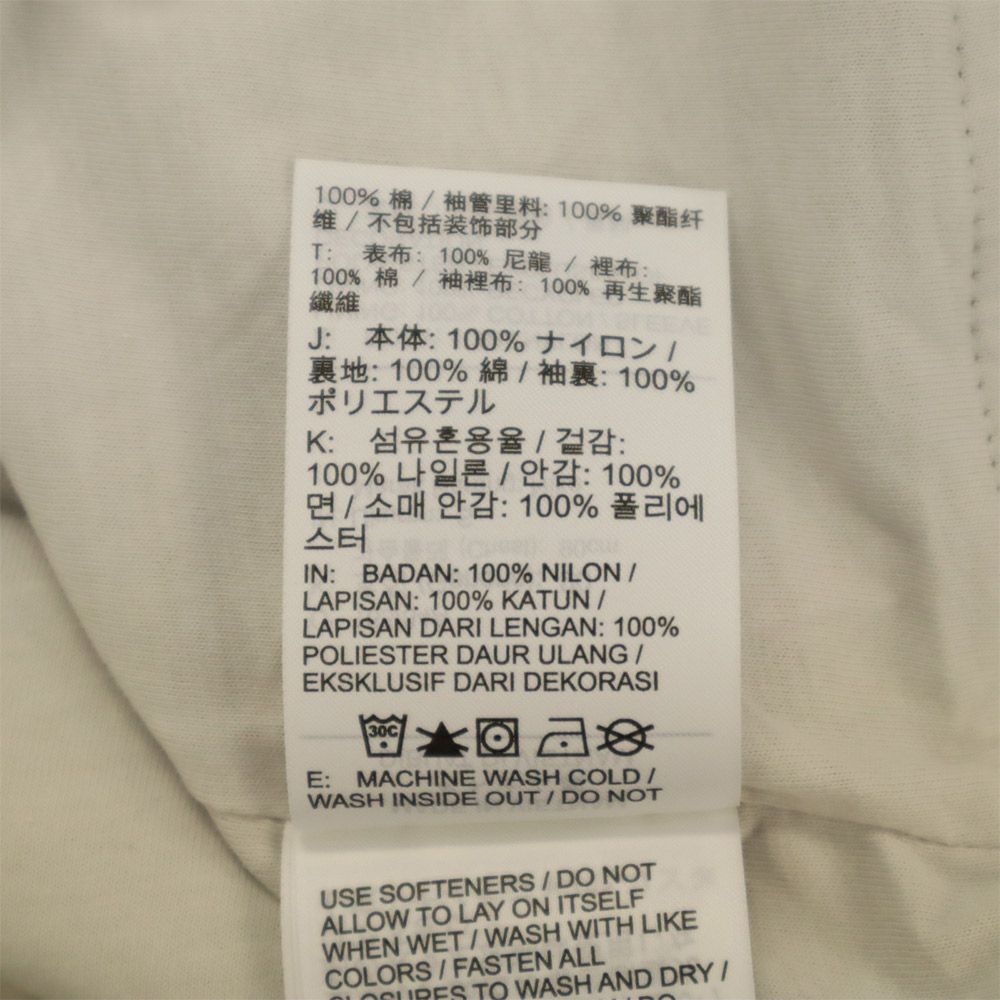 100% 棉 / 袖管里料: 100% 聚酯纤
维 / 不包括装饰部分
T: 表布: 100% 尼龍 / 裡布:
100% 棉 / 袖裡布: 100% 再生聚酯
纖維
J: 本体: 100% ナイロン /
裏地: 100% 綿 / 袖裏: 100%
ポリエステル
K: 섬유혼용율 / 겉감:
100% 나일론 / 안감: 100%
면 / 소매 안감: 100% 폴리에
스터
IN: BADAN: 100% NILON /
LAPISAN: 100% KATUN /
LAPISAN DARI LENGAN: 100%
POLIESTER DAUR ULANG /
EKSKLUSIF DARI DEKORASI
30C
E: MACHINE WASH COLD /
WASH INSIDE OUT / DO NOT
USE SOFTENERS / DO NOT
ALLOW TO LAY ON ITSELF
WHEN WET / WASH WITH LIKE
COLORS / FASTEN ALL
CLOSURES TO WASH AND DRY /